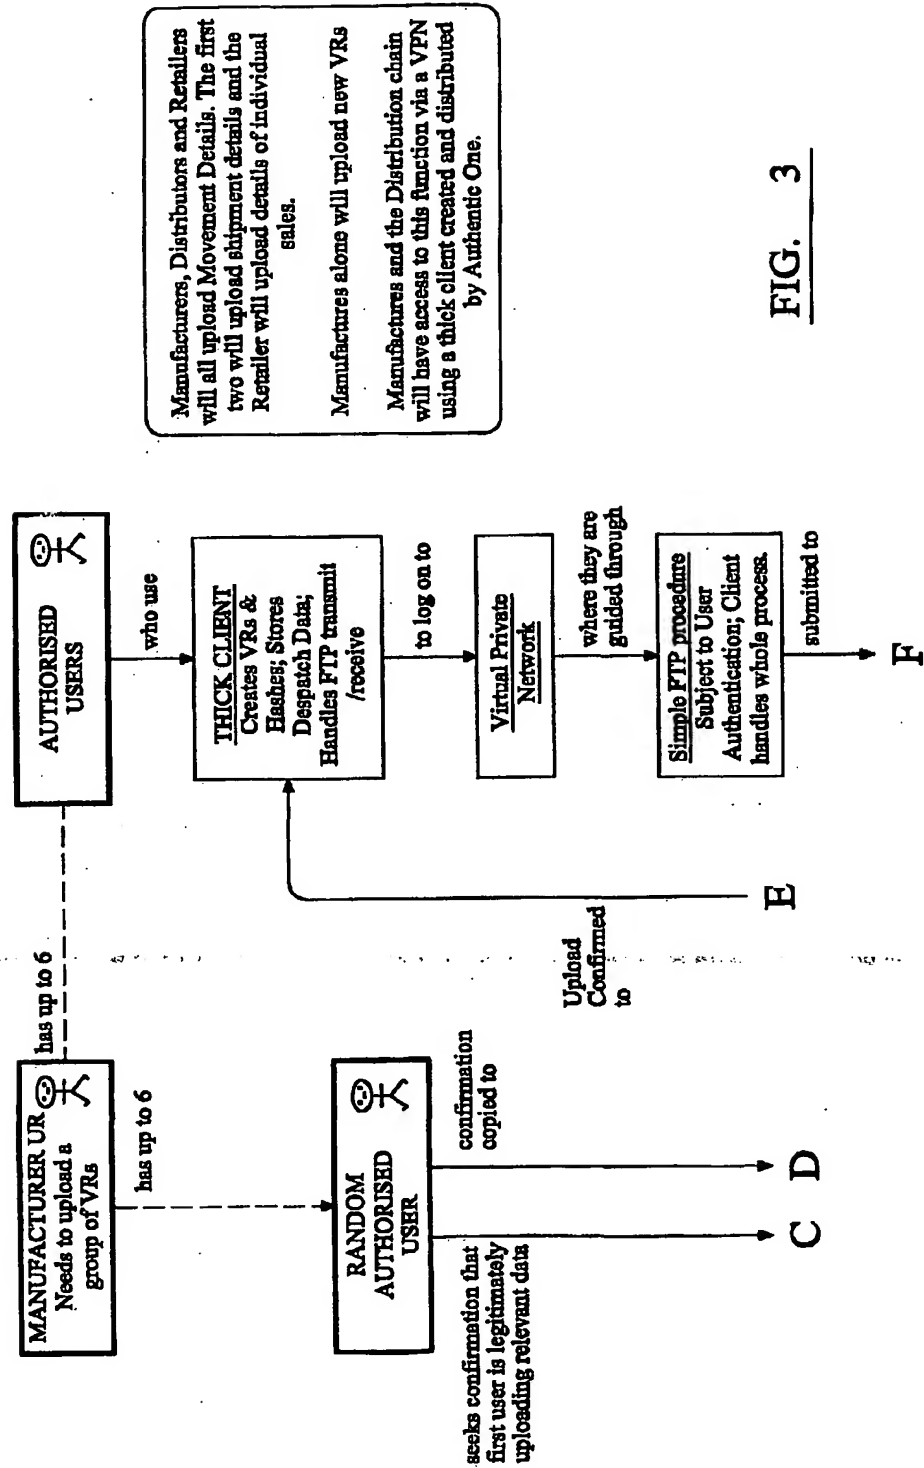 MANUFACTURER UR
Needs to upload a
group of VRs
has up to 6
has up to 6
AUTHORISED
USERS
who use
THICK CLIENT
Creates VRs &
Hashes; Stores
Despatch Data;
Handles FTP transmit
/receive
to log on to
Virtual Private
Network
where they are
guided through
Simple FTP procedure
Subject to User
Authentication; Client
handles whole process.
submitted to
F
Upload
Confirmed
to
E
RANDOM
AUTHORISED
USER
confirmation
copied to
D
seeks confirmation that
first user is legitimately
uploading relevant data
C
Manufacturers, Distributors and Retailers
will all upload Movement Details. The first
two will upload shipment details and the
Retailer will upload details of individual
sales.
Manufactures alone will upload new VRs
Manufactures and the Distribution chain
will have access to this function via a VPN
using a thick client created and distributed
by Authentic One.
FIG. 3